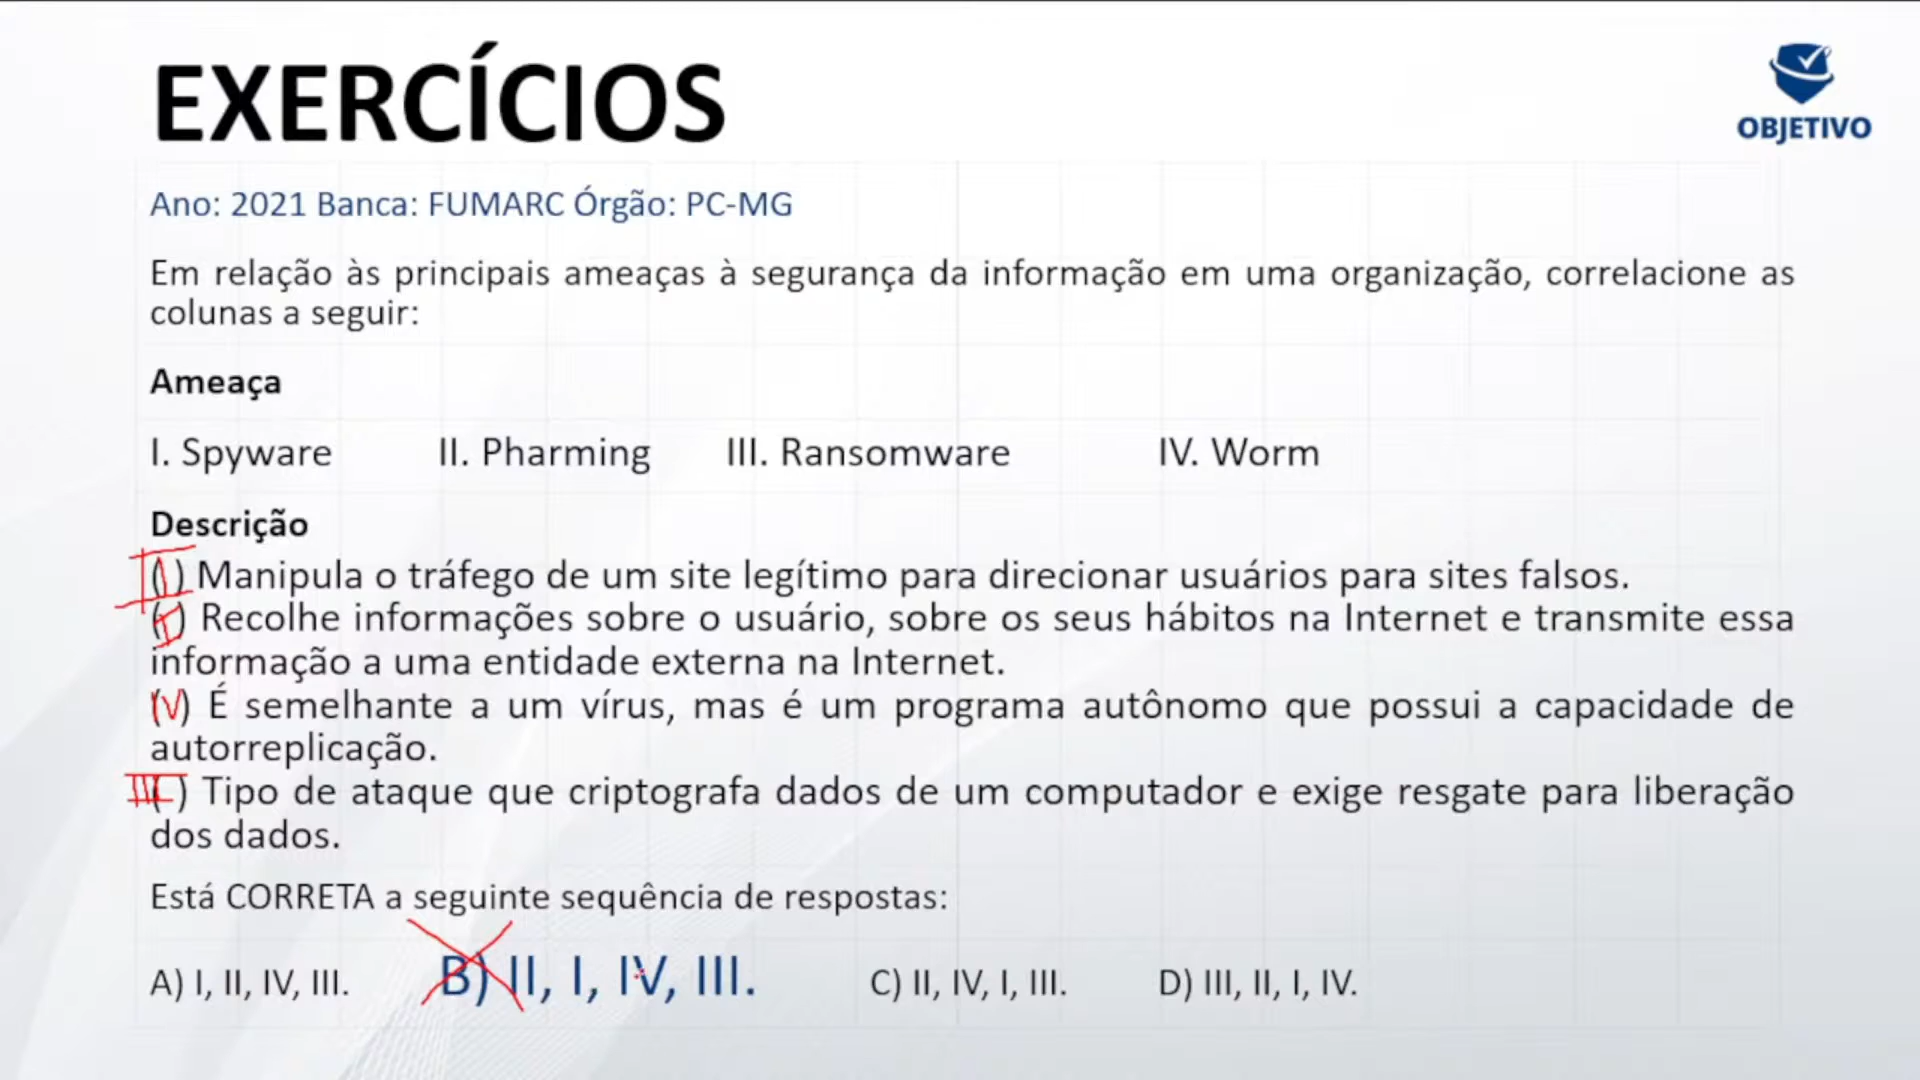 EXERCÍCIOS
OBJETIVO
Ano: 2021 Banca: FUMARC Órgão: PC-MG
Em relação às principais ameaças à segurança da informação em uma organização, correlacione as
colunas a seguir:
Ameaça
I. Spyware II. Pharming III. Ransomware IV. Worm
Descrição
(II) Manipula o tráfego de um site legítimo para direcionar usuários para sites falsos.
(I) Recolhe informações sobre o usuário, sobre os seus hábitos na Internet e transmite essa
informação a uma entidade externa na Internet.
(IV) É semelhante a um vírus, mas é um programa autônomo que possui a capacidade de
autorreplicação.
III ( ) Tipo de ataque que criptografa dados de um computador e exige resgate para liberação
dos dados.
Está CORRETA a seguinte sequência de respostas:
A) I, II, IV, III. B) II, I, IV, III. C) II, IV, I, III. D) III, II, I, IV.